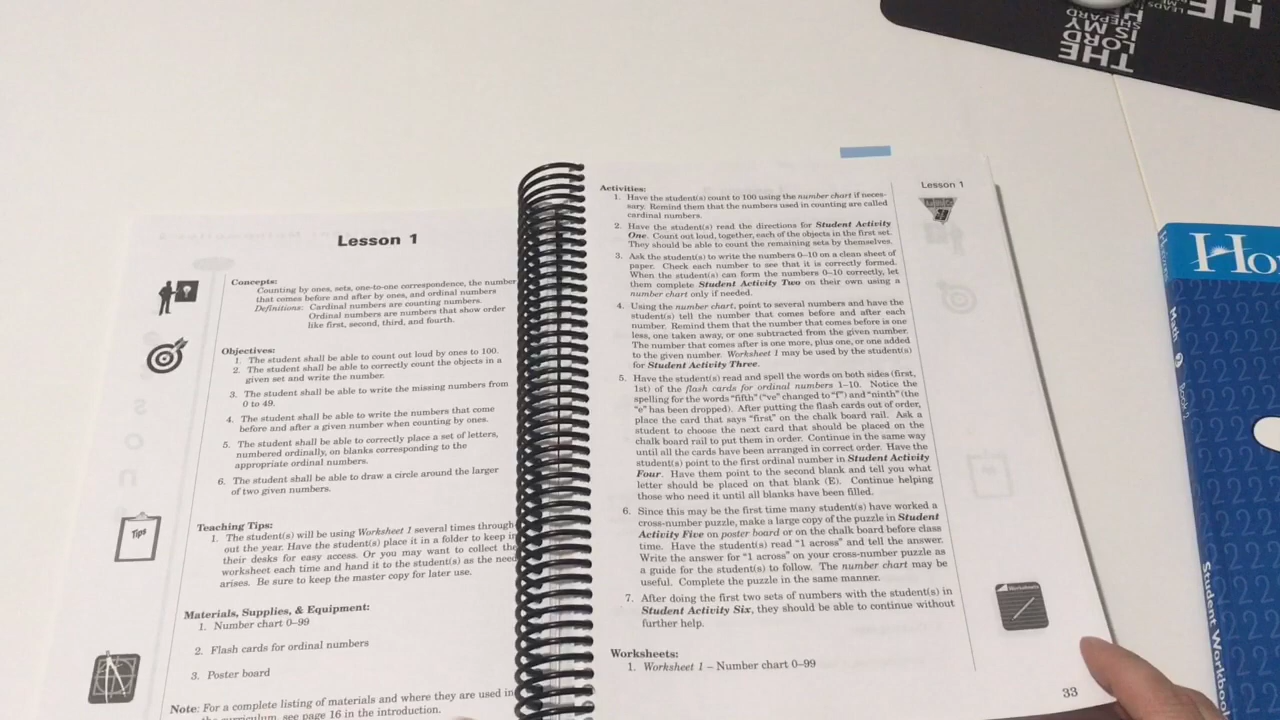 Lesson 1
Concepts:
Counting by ones, sets, one-to-one correspondence, the number
that comes before and after by ones, and ordinal numbers
Definitions: Cardinal numbers are counting numbers.
Ordinal numbers are numbers that show order
like first, second, third, and fourth.
Objectives:
1. The student shall be able to count out loud by ones to 100.
2. The student shall be able to correctly count the objects in a
given set and write the number.
3. The student shall be able to write the missing numbers from
0 to 49.
4. The student shall be able to write the numbers that come
before and after a given number when counting by ones.
5. The student shall be able to correctly place a set of letters,
numbered ordinally, on blanks corresponding to the
appropriate ordinal numbers.
6. The student shall be able to draw a circle around the larger
of two given numbers.
Tips
Teaching Tips:
1. The student(s) will be using Worksheet 1 several times through-
out the year. Have the student(s) place it in a folder to keep in
their desks for easy access. Or you may want to collect the
worksheet each time and hand it to the student(s) as the need
arises. Be sure to keep the master copy for later use.
Materials, Supplies, & Equipment:
1. Number chart 0–99
2. Flash cards for ordinal numbers
3. Poster board
Note: For a complete listing of materials and where they are used in
the curriculum, see page 16 in the introduction.
Lesson 1
Activities:
1. Have the student(s) count to 100 using the number chart if neces-
sary. Remind them that the numbers used in counting are called
cardinal numbers.
2. Have the student(s) read the directions for Student Activity
One. Count out loud, together, each of the objects in the first set.
They should be able to count the remaining sets by themselves.
3. Ask the student(s) to write the numbers 0–10 on a clean sheet of
paper. Check each number to see that it is correctly formed.
When the student(s) can form the numbers 0–10 correctly, let
them complete Student Activity Two on their own using a
number chart only if needed.
4. Using the number chart, point to several numbers and have the
student(s) tell the number that comes before and after each
number. Remind them that the number that comes before is one
less, one taken away, or one subtracted from the given number.
The number that comes after is one more, plus one, or one added
to the given number. Worksheet 1 may be used by the student(s)
for Student Activity Three.
5. Have the student(s) read and spell the words on both sides (first,
1st) of the flash cards for ordinal numbers 1–10. Notice the
spelling for the words “fifth” (“ve” changed to “f”) and “ninth” (the
“e” has been dropped). After putting the flash cards out of order,
place the card that says “first” on the chalk board rail. Ask a
student to choose the next card that should be placed on the
chalk board rail to put them in order. Continue in the same way
until all the cards have been arranged in correct order. Have the
student(s) point to the first ordinal number in Student Activity
Four. Have them point to the second blank and tell you what
letter should be placed on that blank (E). Continue helping
those who need it until all blanks have been filled.
6. Since this may be the first time many student(s) have worked a
cross-number puzzle, make a large copy of the puzzle in Student
Activity Five on poster board or on the chalk board before class
time. Have the student(s) read “1 across” and tell the answer.
Write the answer for “1 across” on your cross-number puzzle as
a guide for the student(s) to follow. The number chart may be
useful. Complete the puzzle in the same manner.
7. After doing the first two sets of numbers with the student(s) in
Student Activity Six, they should be able to continue without
further help.
Worksheets:
1. Worksheet 1 – Number chart 0–99
33
THE
LORD
IS MY
SHEPARD
HE
LEADS
Ho
Math 2
Student Workbook